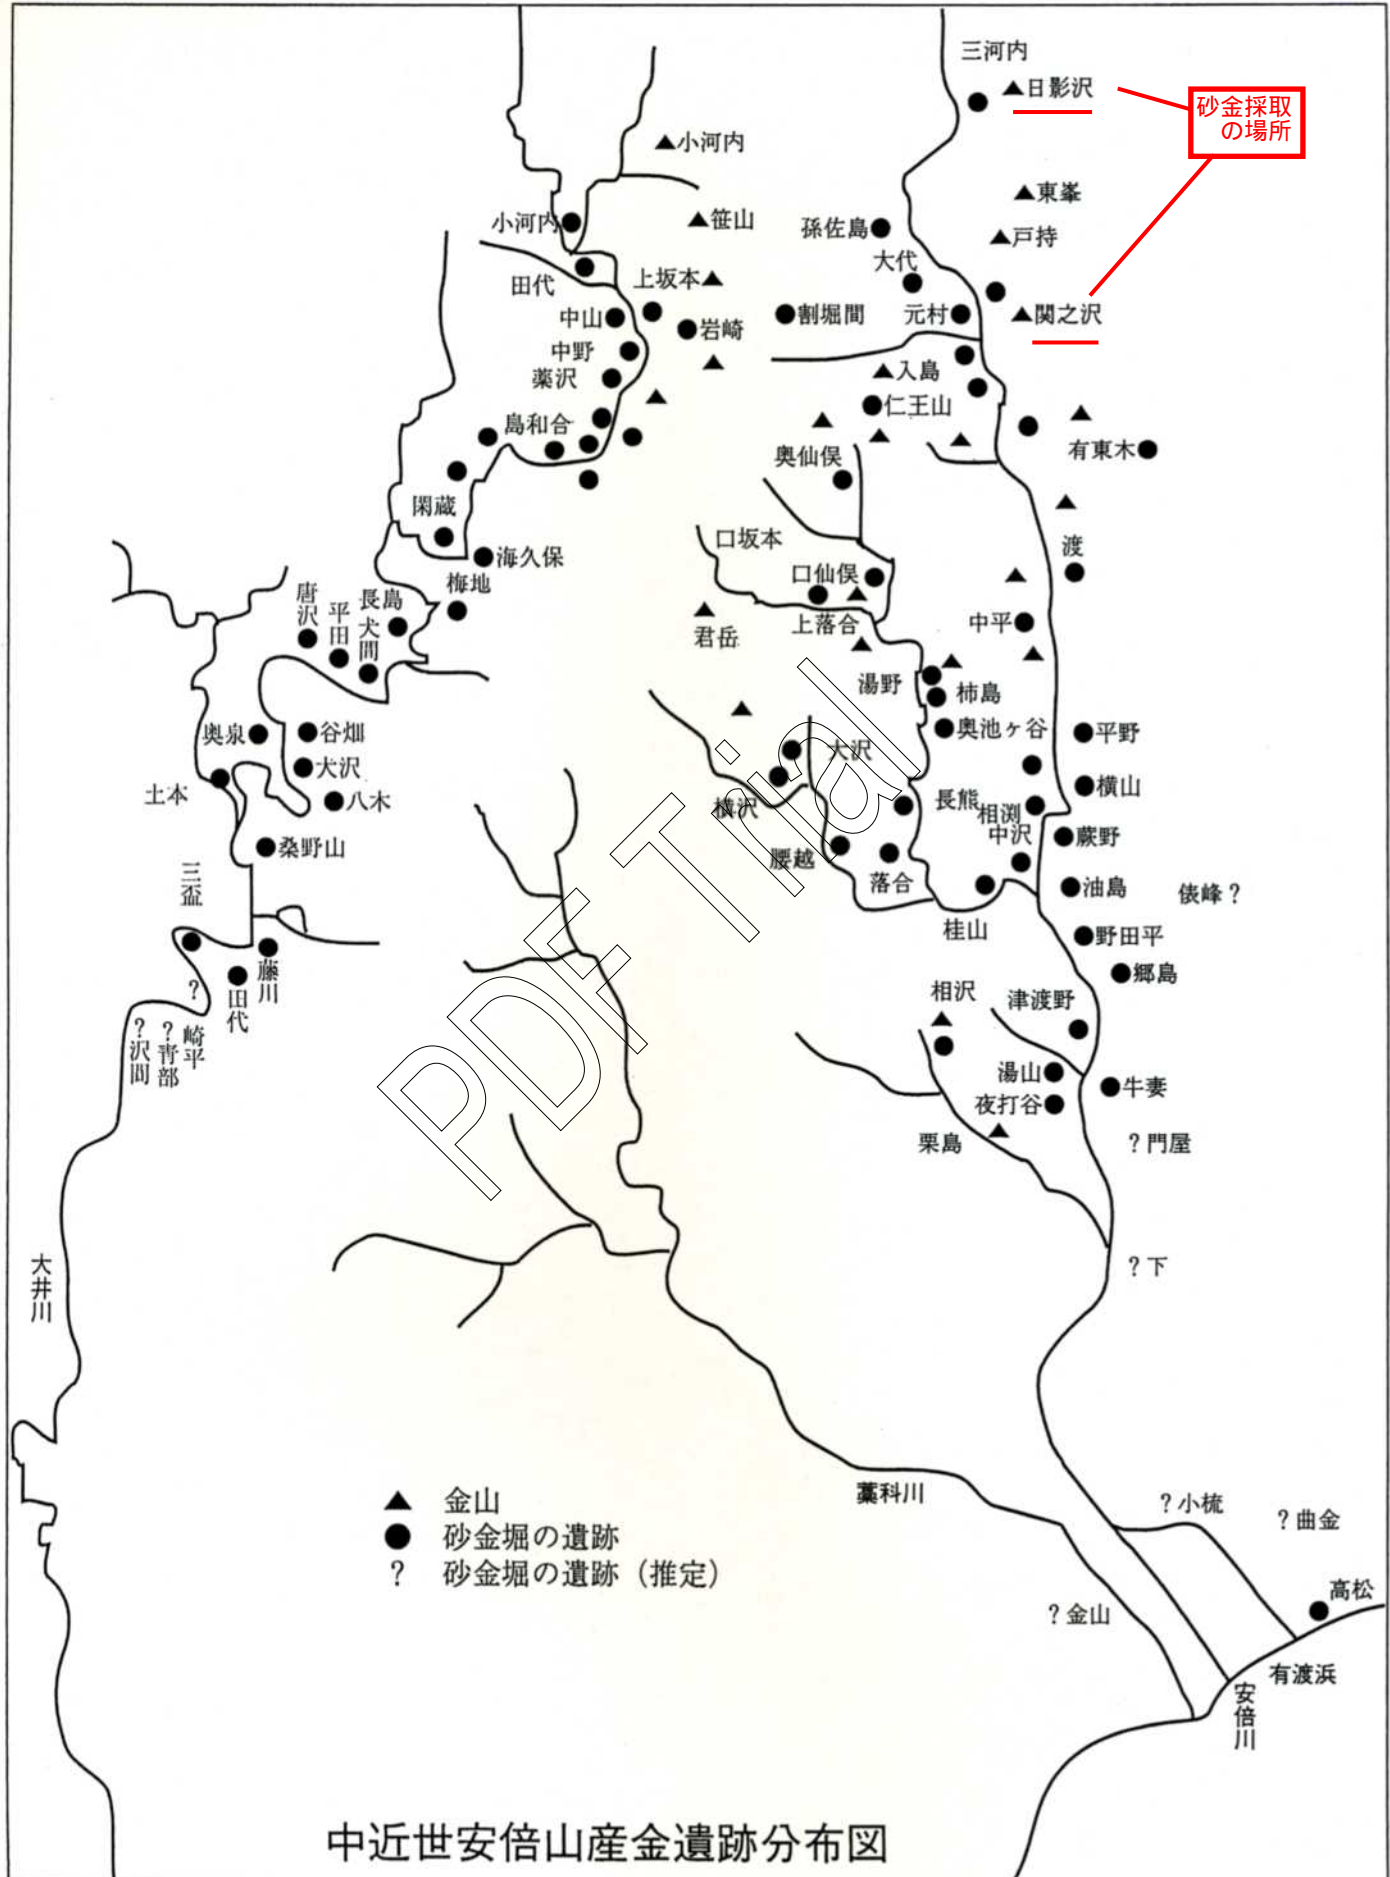 三河内
▲日影沢
砂金採取
の場所
▲小河内
▲東峯
小河内●
▲笹山
孫佐島●
▲戸持
大代
田代
上坂本▲
中山●
●岩崎
●割堀間
元村●
▲関之沢
中野
薬沢
▲入島
●仁王山
島和合
奥仙俣
有東木●
閑蔵
口坂本
渡
●海久保
梅地
口仙俣
唐沢
平田
長島
犬間
君岳
上落合
中平●
湯野
柿島
奥泉●
●谷畑
●奥池ヶ谷
●平野
●犬沢
大沢
土本
●八木
横沢
長熊
相渕
●横山
中沢
●蕨野
●桑野山
腰越
三盃
落合
●油島
俵峰?
桂山
●野田平
藤川
●郷島
?
田代
相沢
津渡野
崎平
?青部
?沢間
湯山●
●牛妻
夜打谷●
栗島
?門屋
大井川
?下
▲ 金山
● 砂金堀の遺跡
? 砂金堀の遺跡(推定)
藁科川
?小梳
?曲金
高松
?金山
有渡浜
安倍川
中近世安倍山産金遺跡分布図
PDF Trial